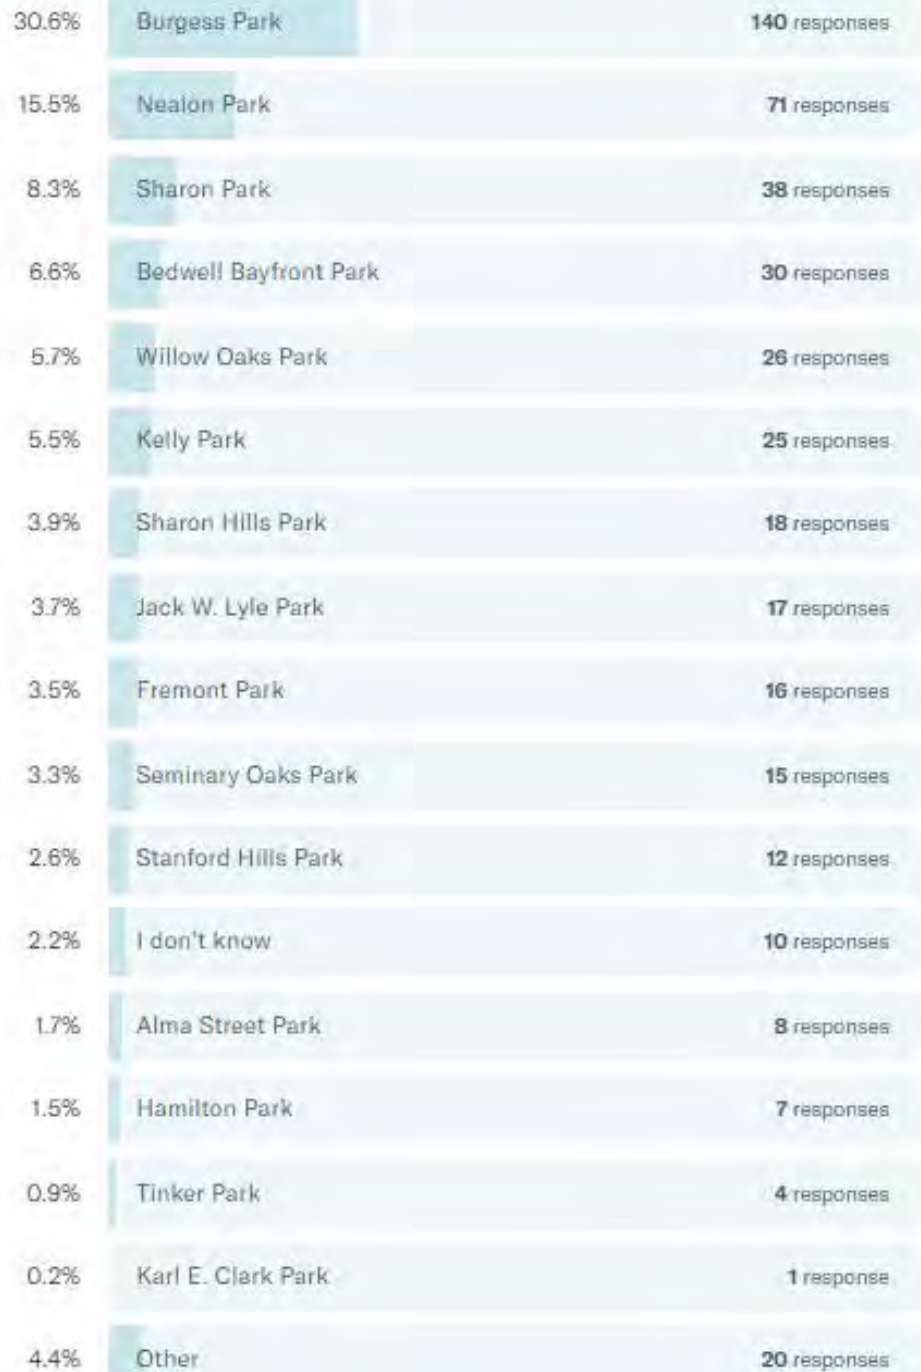 30.6% Burgess Park 140 responses
15.5% Nealon Park 71 responses
8.3% Sharon Park 38 responses
6.6% Bedwell Bayfront Park 30 responses
5.7% Willow Oaks Park 26 responses
5.5% Kelly Park 25 responses
3.9% Sharon Hills Park 18 responses
3.7% Jack W. Lyle Park 17 responses
3.5% Fremont Park 16 responses
3.3% Seminary Oaks Park 15 responses
2.6% Stanford Hills Park 12 responses
2.2% I don't know 10 responses
1.7% Alma Street Park 8 responses
1.5% Hamilton Park 7 responses
0.9% Tinker Park 4 responses
0.2% Karl E. Clark Park 1 response
4.4% Other 20 responses